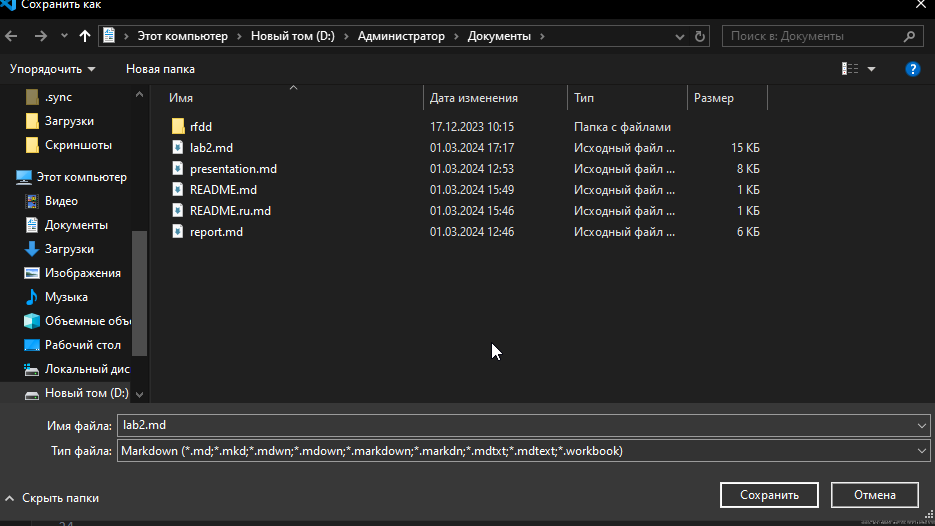 Сохранить как
Этот компьютер > Новый том (D:) > Администратор > Документы >
Поиск в: Документы
Упорядочить
Новая папка
?
.sync
Загрузки
Скриншоты
Этот компьютер
Видео
Документы
Загрузки
Изображения
Музыка
Объемные объ
Рабочий стол
Локальный дис
Новый том (D:)
Имя Дата изменения Тип Размер
rfdd 17.12.2023 10:15 Папка с файлами
lab2.md 01.03.2024 17:17 Исходный файл ... 15 КБ
presentation.md 01.03.2024 12:53 Исходный файл ... 8 КБ
README.md 01.03.2024 15:49 Исходный файл ... 1 КБ
README.ru.md 01.03.2024 15:46 Исходный файл ... 1 КБ
report.md 01.03.2024 12:46 Исходный файл ... 6 КБ
Имя файла: lab2.md
Тип файла: Markdown (*.md;*.mkd;*.mdwn;*.mdown;*.markdown;*.markdn;*.mdtxt;*.mdtext;*.workbook)
Скрыть папки
Сохранить
Отмена